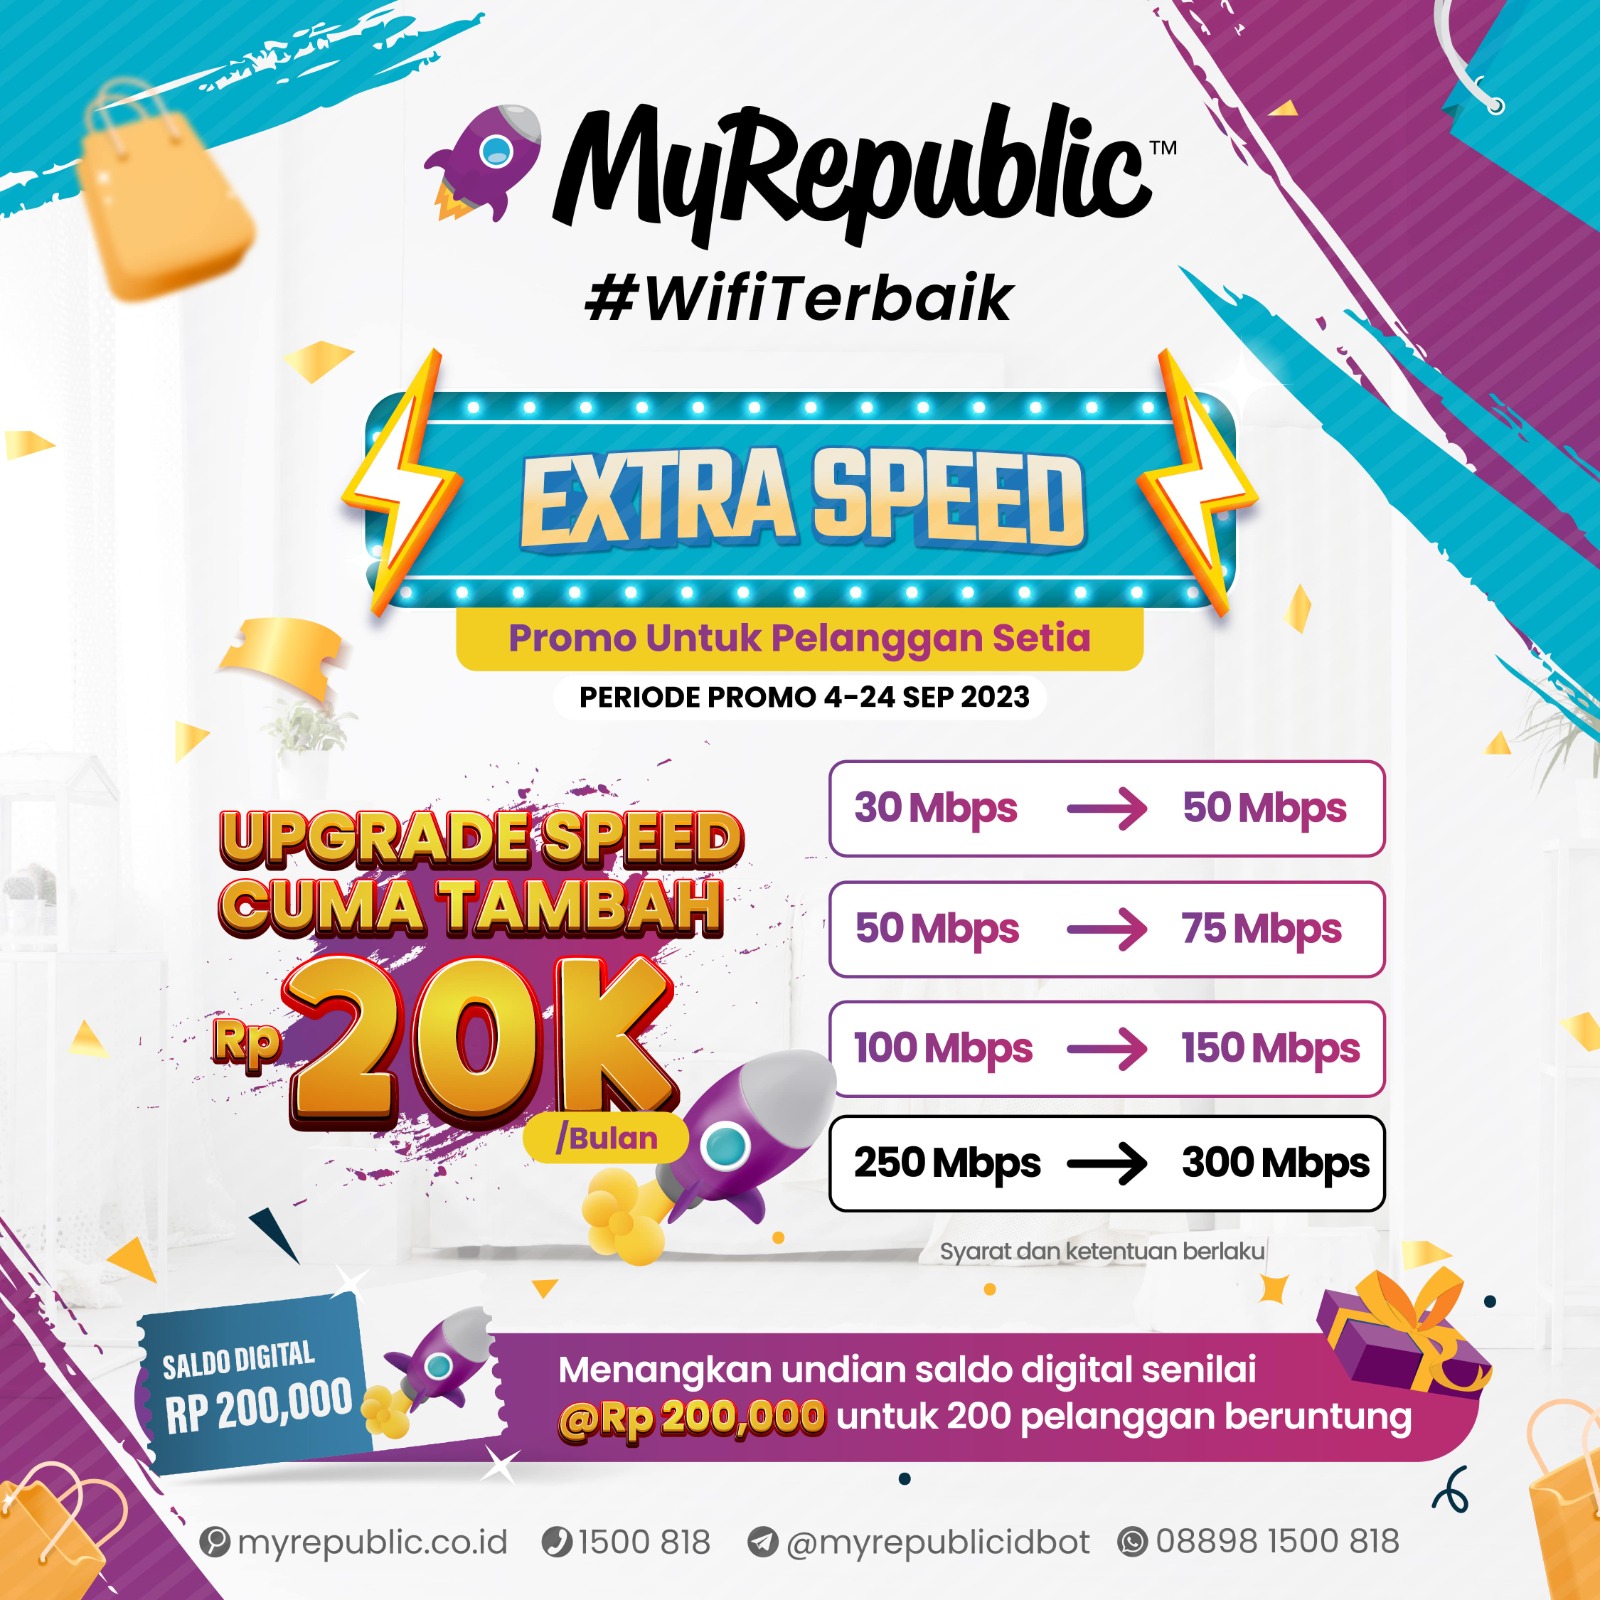 MyRepublic™
#WifiTerbaik
EXTRA SPEED
Promo Untuk Pelanggan Setia
PERIODE PROMO 4-24 SEP 2023
UPGRADE SPEED
CUMA TAMBAH
Rp 20K
/Bulan
30 Mbps → 50 Mbps
50 Mbps → 75 Mbps
100 Mbps → 150 Mbps
250 Mbps → 300 Mbps
Syarat dan ketentuan berlaku
SALDO DIGITAL
RP 200,000
Menangkan undian saldo digital senilai
@Rp 200,000 untuk 200 pelanggan beruntung
myrepublic.co.id 1500 818 @myrepublicidbot 08898 1500 818